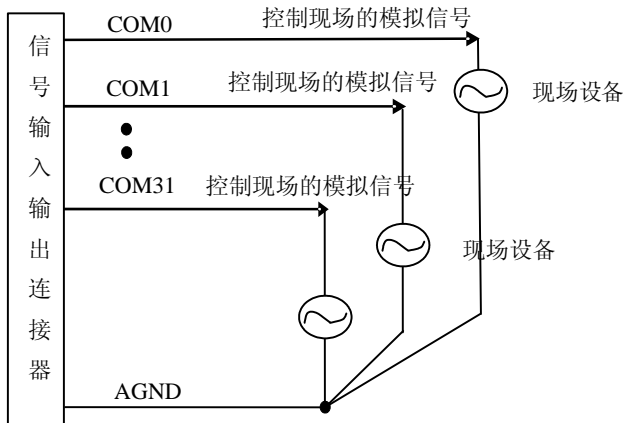 信号输入输出连接器
COM0 控制现场的模拟信号
COM1 控制现场的模拟信号
现场设备
COM31 控制现场的模拟信号
现场设备
AGND